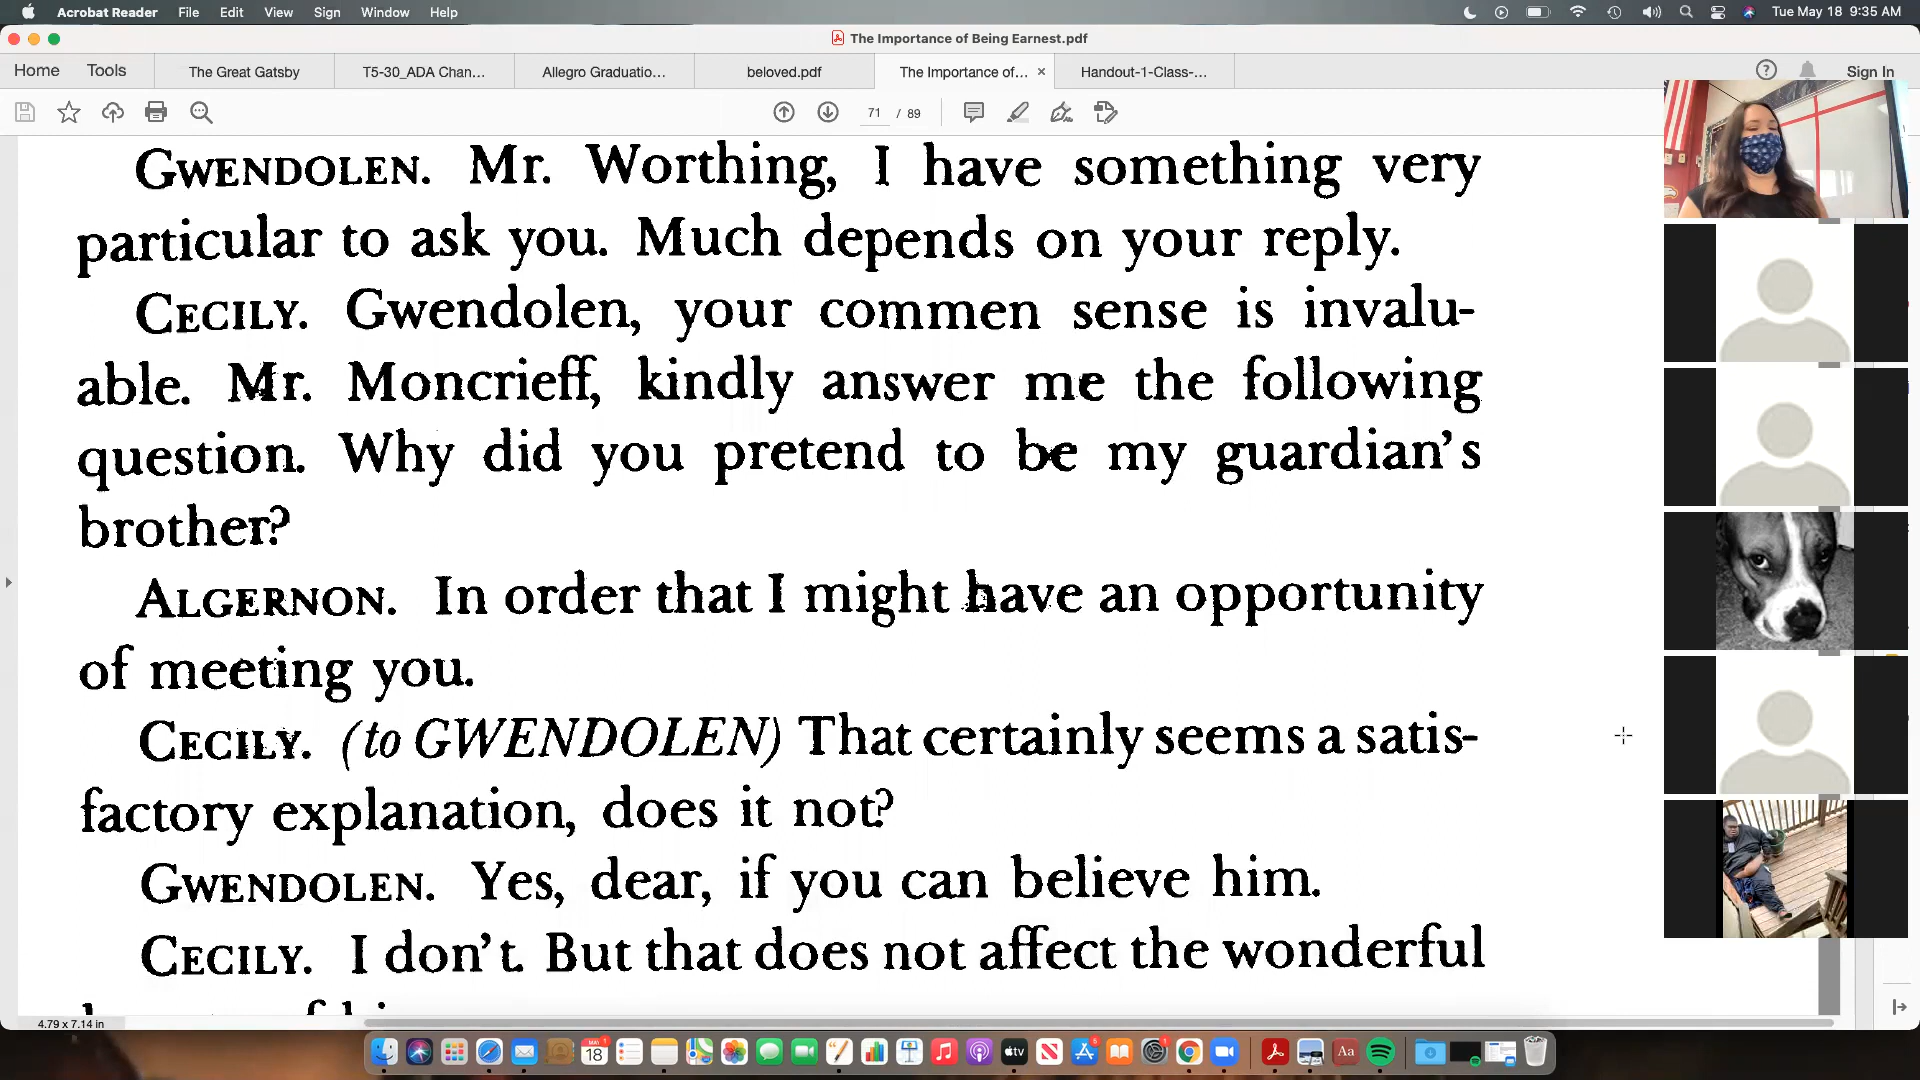 Acrobat Reader File Edit View Sign Window Help Tue May 18 9:35 AM
The Importance of Being Earnest.pdf
Home Tools The Great Gatsby T5-30_ADA Chan... Allegro Graduatio... beloved.pdf The Importance of... × Handout-1-Class-... Sign In
71 / 89
GWENDOLEN. Mr. Worthing, I have something very
particular to ask you. Much depends on your reply.
CECILY. Gwendolen, your commen sense is invalu-
able. Mr. Moncrieff, kindly answer me the following
question. Why did you pretend to be my guardian's
brother?
ALGERNON. In order that I might have an opportunity
of meeting you.
CECILY. (to GWENDOLEN) That certainly seems a satis-
factory explanation, does it not?
GWENDOLEN. Yes, dear, if you can believe him.
CECILY. I don't. But that does not affect the wonderful
4.79 x 7.14 in
MAY
18
tv
Aa